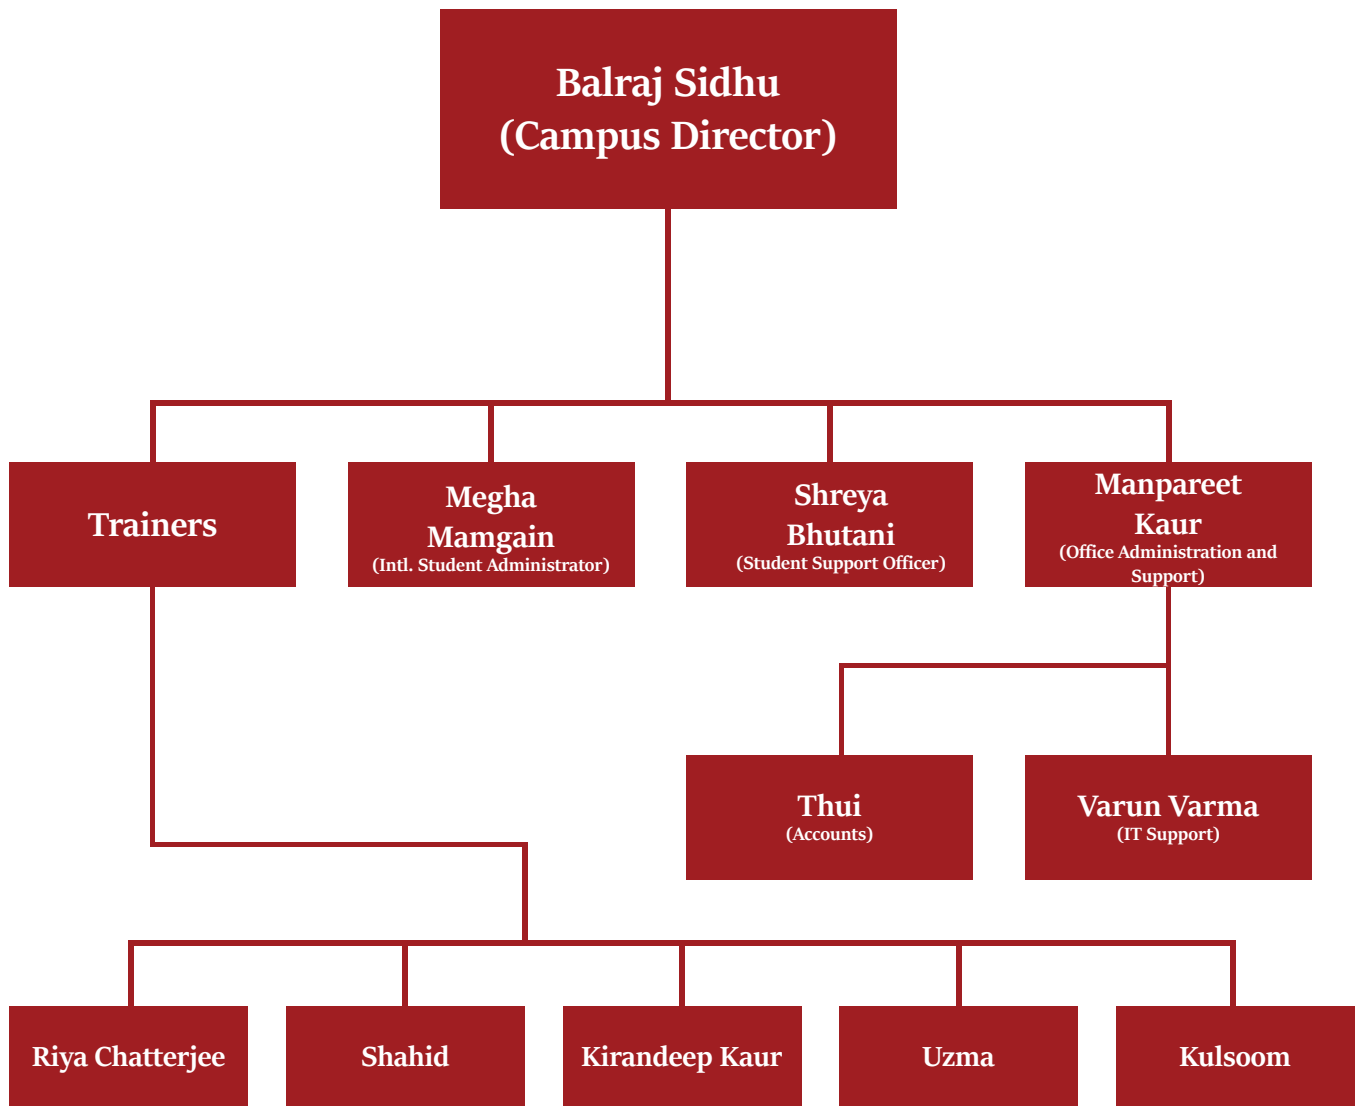 Balraj Sidhu
(Campus Director)
Trainers
Megha
Mamgain
(Intl. Student Administrator)
Shreya
Bhutani
(Student Support Officer)
Manpareet
Kaur
(Office Administration and
Support)
Thui
(Accounts)
Varun Varma
(IT Support)
Riya Chatterjee
Shahid
Kirandeep Kaur
Uzma
Kulsoom